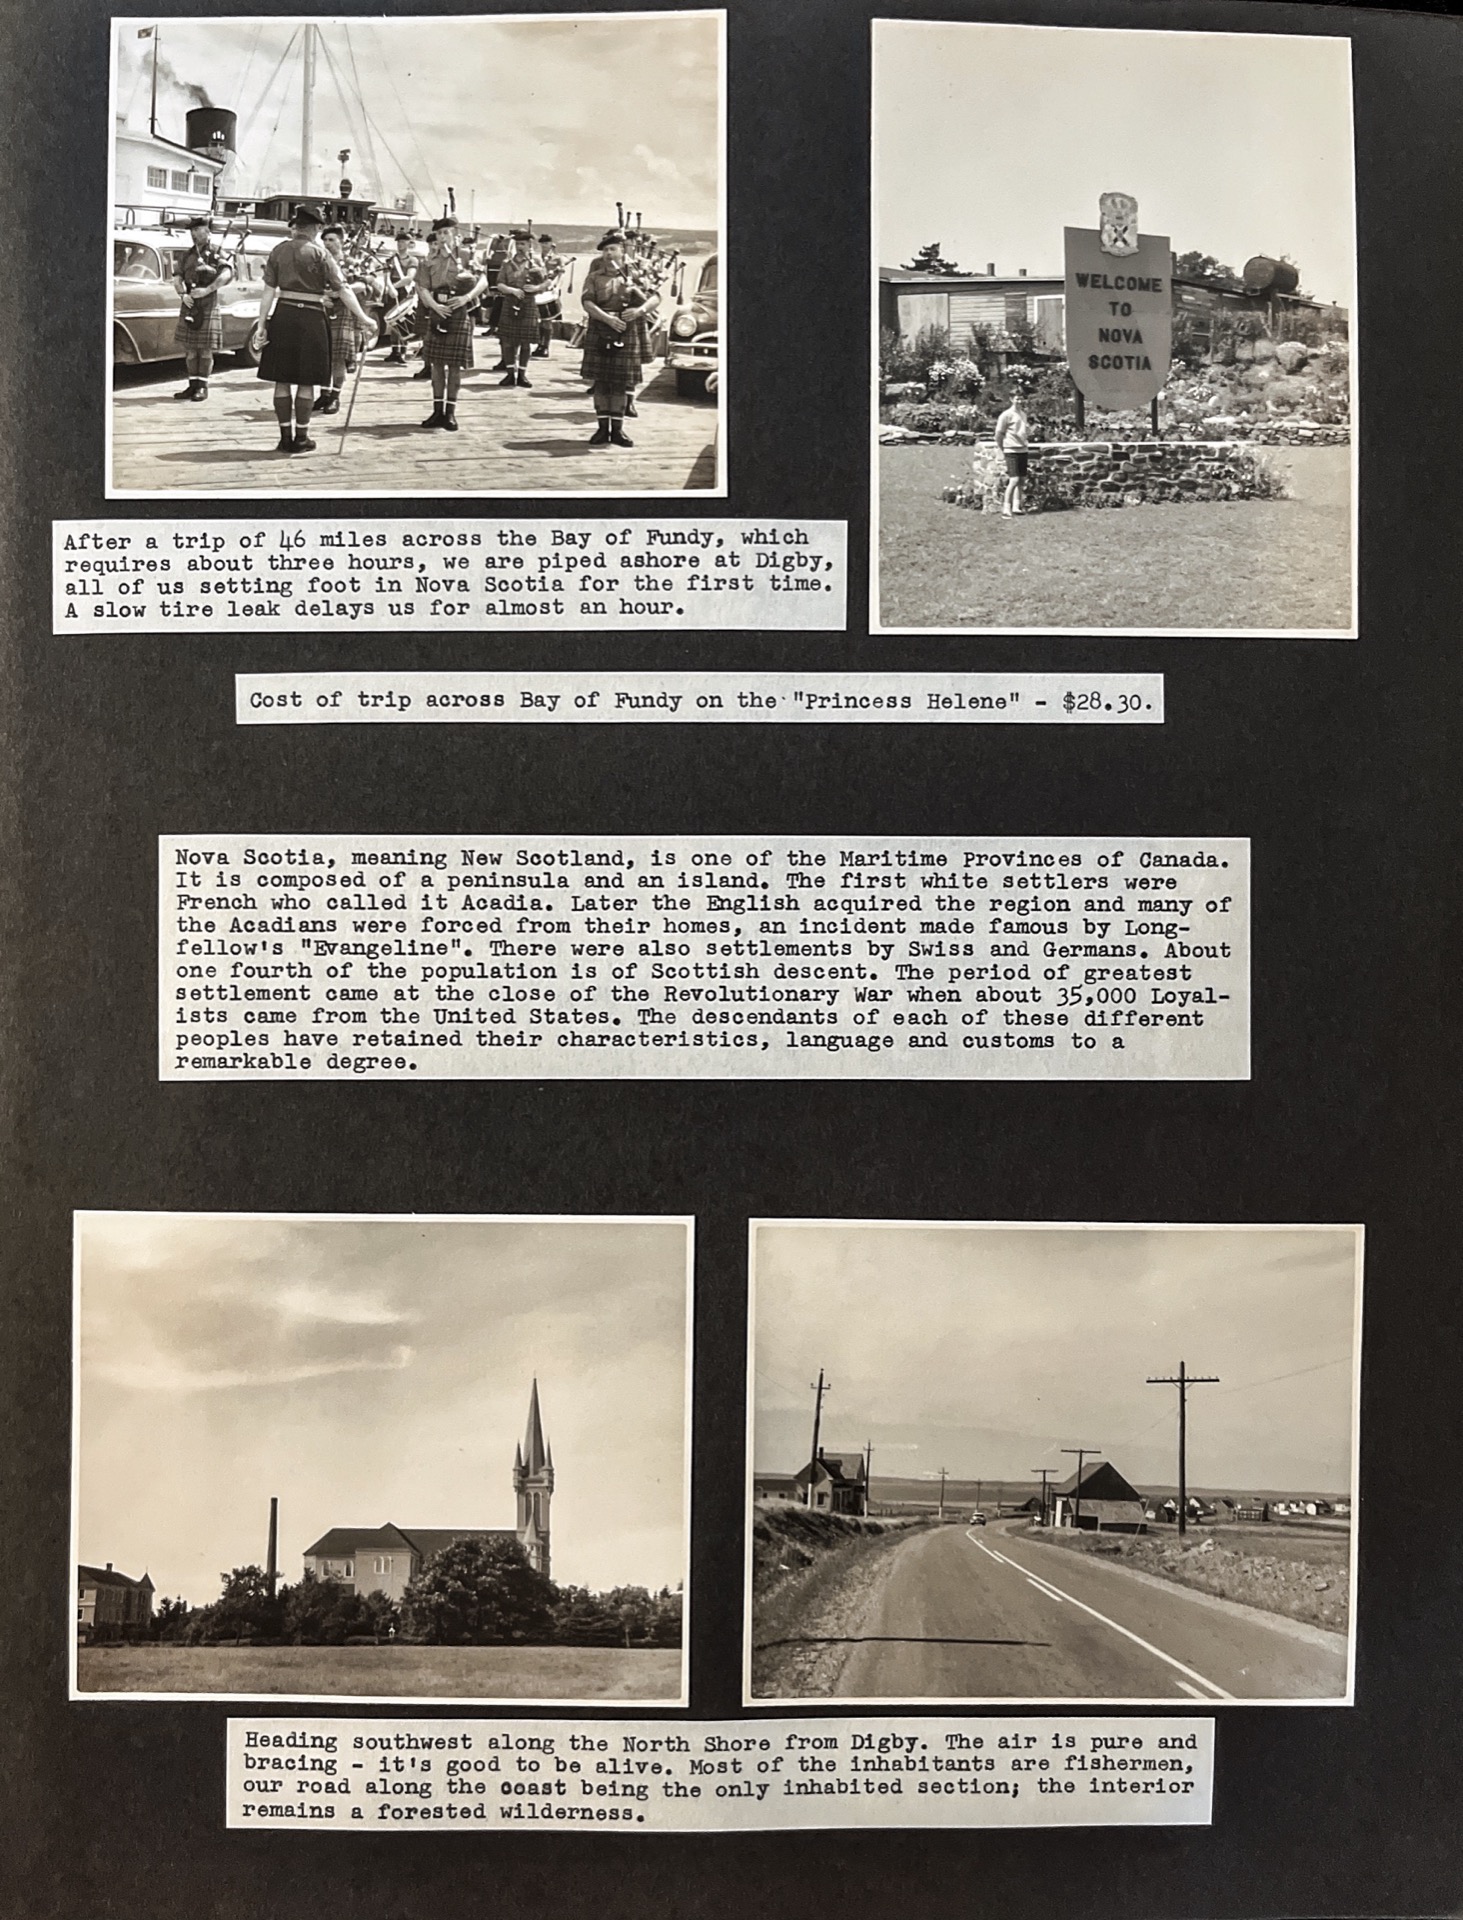 After a trip of 46 miles across the Bay of Fundy, which
requires about three hours, we are piped ashore at Digby,
all of us setting foot in Nova Scotia for the first time.
A slow tire leak delays us for almost an hour.
WELCOME
TO
NOVA
SCOTIA
Cost of trip across Bay of Fundy on the "Princess Helene" - $28.30.
Nova Scotia, meaning New Scotland, is one of the Maritime Provinces of Canada.
It is composed of a peninsula and an island. The first white settlers were
French who called it Acadia. Later the English acquired the region and many of
the Acadians were forced from their homes, an incident made famous by Long-
fellow's "Evangeline". There were also settlements by Swiss and Germans. About
one fourth of the population is of Scottish descent. The period of greatest
settlement came at the close of the Revolutionary War when about 35,000 Loyal-
ists came from the United States. The descendants of each of these different
peoples have retained their characteristics, language and customs to a
remarkable degree.
Heading southwest along the North Shore from Digby. The air is pure and
bracing - it's good to be alive. Most of the inhabitants are fishermen,
our road along the coast being the only inhabited section; the interior
remains a forested wilderness.